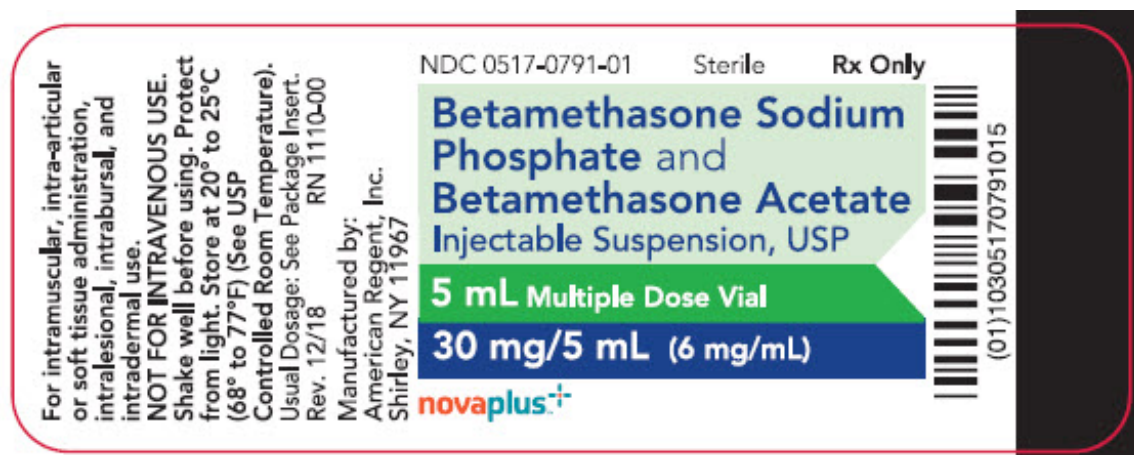 For intramuscular, intra-articular
or soft tissue administration,
intralesional, intrabursal, and
intradermal use.
NOT FOR INTRAVENOUS USE.
Shake well before using. Protect
from light. Store at 20° to 25°C
(68° to 77°F) (See USP
Controlled Room Temperature).
Usual Dosage: See Package Insert.
Rev. 12/18 RN 1110-00
Manufactured by:
American Regent, Inc.
Shirley, NY 11967
NDC 0517-0791-01 Sterile Rx Only
Betamethasone Sodium
Phosphate and
Betamethasone Acetate
Injectable Suspension, USP
5 mL Multiple Dose Vial
30 mg/5 mL (6 mg/mL)
novaplus
(01)10305170791015